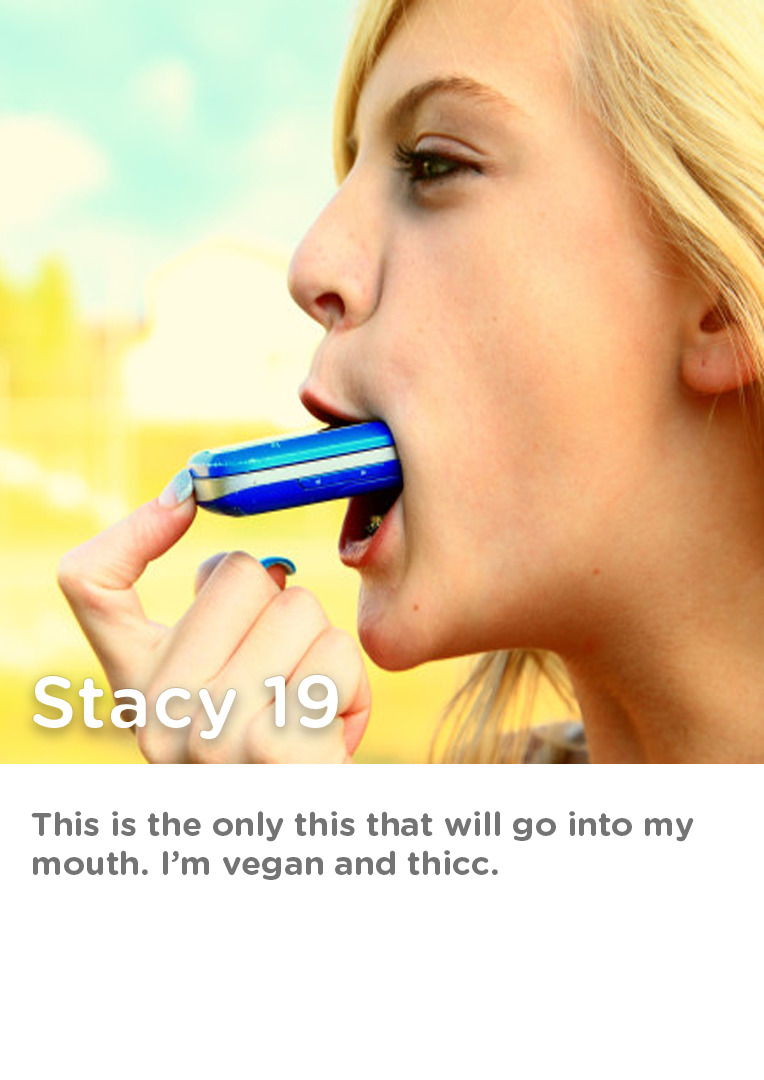 Stacy 19
This is the only this that will go into my
mouth. I’m vegan and thicc.